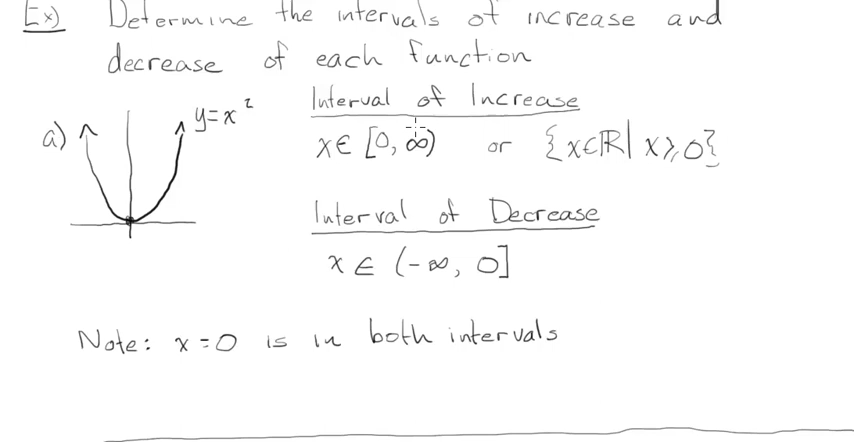 Ex) Determine the intervals of increase and
decrease of each function
a) y=x²
Interval of Increase
x∈ [0, ∞) or {x∈ℝ| x≥0}
Interval of Decrease
x ∈ (-∞, 0]
Note: x=0 is in both intervals